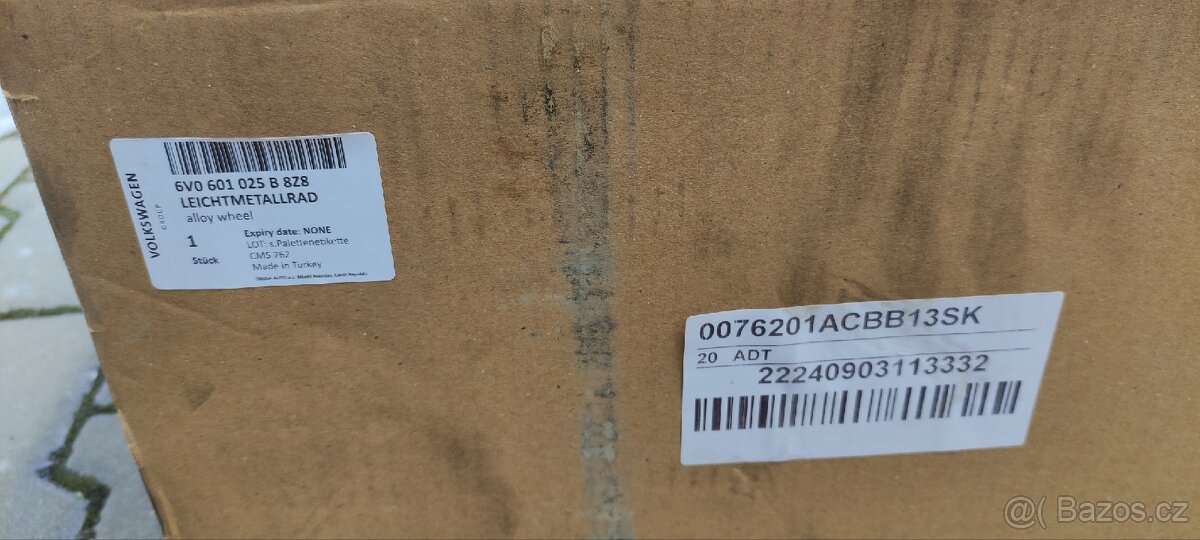 VOLKSWAGEN
GROUP
6V0 601 025 B 8Z8
LEICHTMETALLRAD
alloy wheel
1
Stück
Expiry date: NONE
LOT: s.Palettenetikette
CMS 762
Made in Turkey
0076201ACBB13SK
20 ADT
22240903113332
@ Bazos.cz